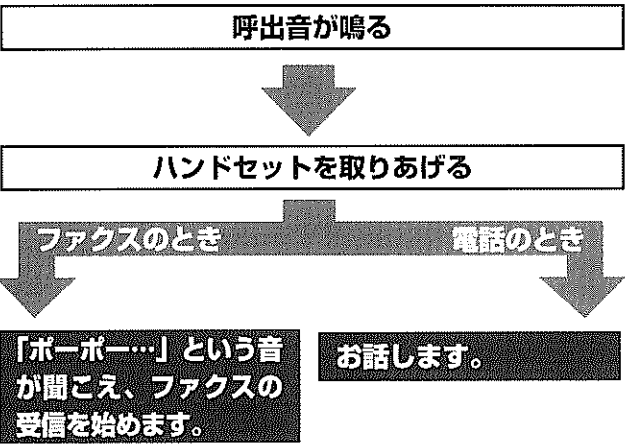 呼出音が鳴る
ハンドセットを取りあげる
ファクスのとき
電話のとき
「ポーポー…」という音
が聞こえ、ファクスの
受信を始めます。
お話します。